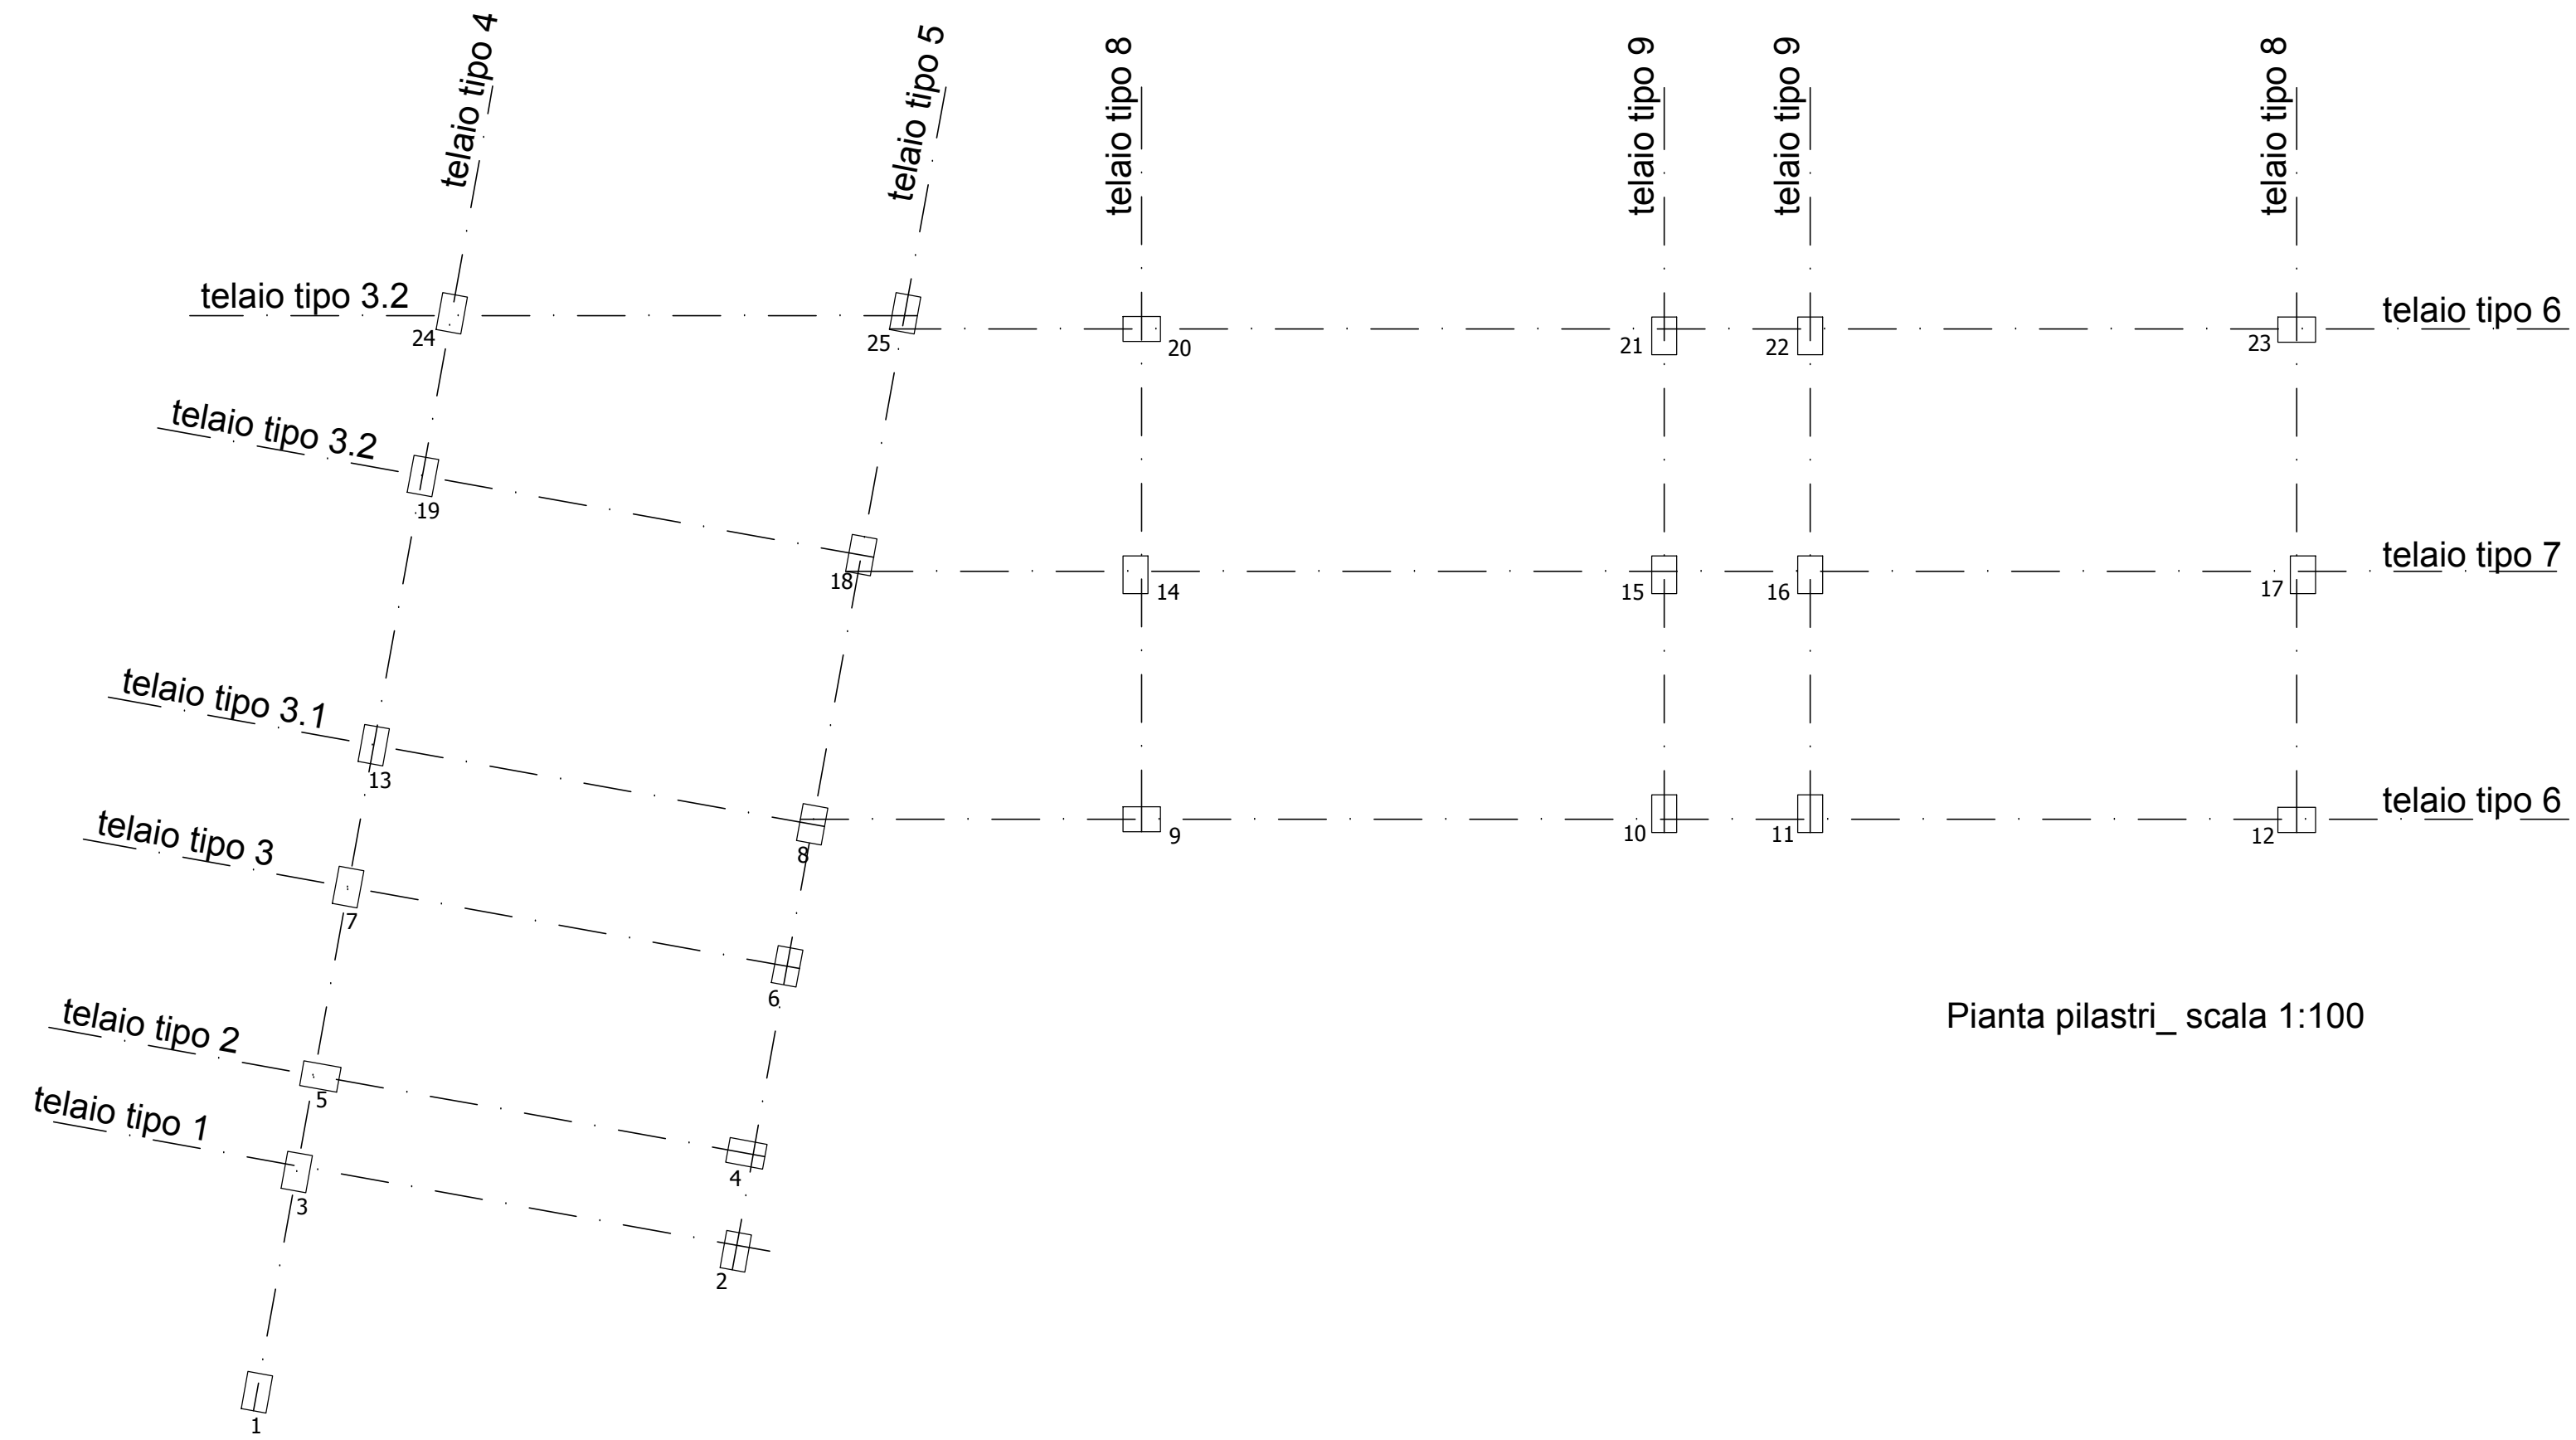 telaio tipo 4
telaio tipo 5
telaio tipo 8
telaio tipo 9
telaio tipo 9
telaio tipo 8
telaio tipo 3.2
24
25
20
21
22
23
telaio tipo 6
telaio tipo 3.2
19
18
14
15
16
17
telaio tipo 7
telaio tipo 3.1
13
8
9
10
11
12
telaio tipo 6
telaio tipo 3
7
6
Pianta pilastri_ scala 1:100
telaio tipo 2
5
4
telaio tipo 1
3
2
1